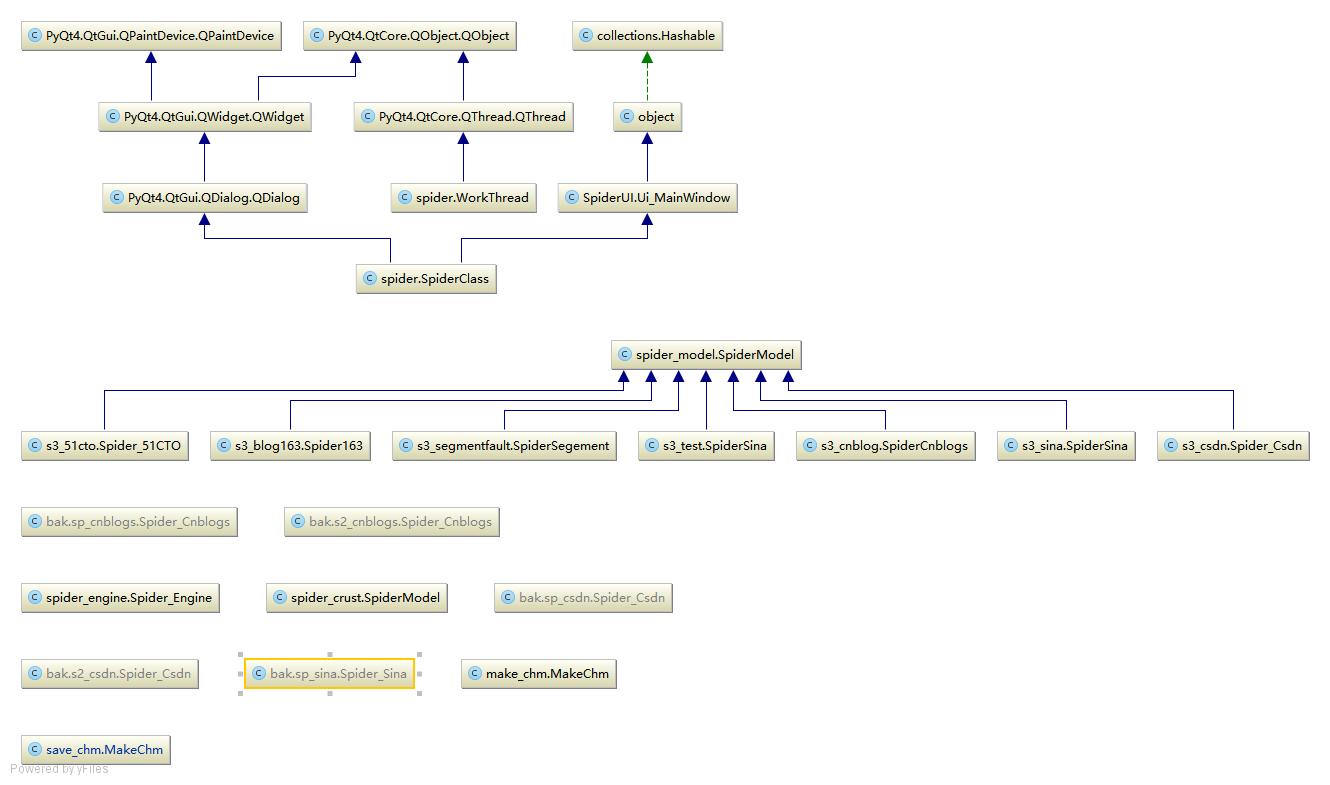 PyQt4.QtGui.QPaintDevice.QPaintDevice
PyQt4.QtCore.QObject.QObject
collections.Hashable
PyQt4.QtGui.QWidget.QWidget
PyQt4.QtCore.QThread.QThread
object
PyQt4.QtGui.QDialog.QDialog
spider.WorkThread
SpiderUI.Ui_MainWindow
spider.SpiderClass
spider_model.SpiderModel
s3_51cto.Spider_51CTO
s3_blog163.Spider163
s3_segmentfault.SpiderSegement
s3_test.SpiderSina
s3_cnblog.SpiderCnblogs
s3_sina.SpiderSina
s3_csdn.Spider_Csdn
bak.sp_cnblogs.Spider_Cnblogs
bak.s2_cnblogs.Spider_Cnblogs
spider_engine.Spider_Engine
spider_crust.SpiderModel
bak.sp_csdn.Spider_Csdn
bak.s2_csdn.Spider_Csdn
bak.sp_sina.Spider_Sina
make_chm.MakeChm
save_chm.MakeChm
Powered by yFiles